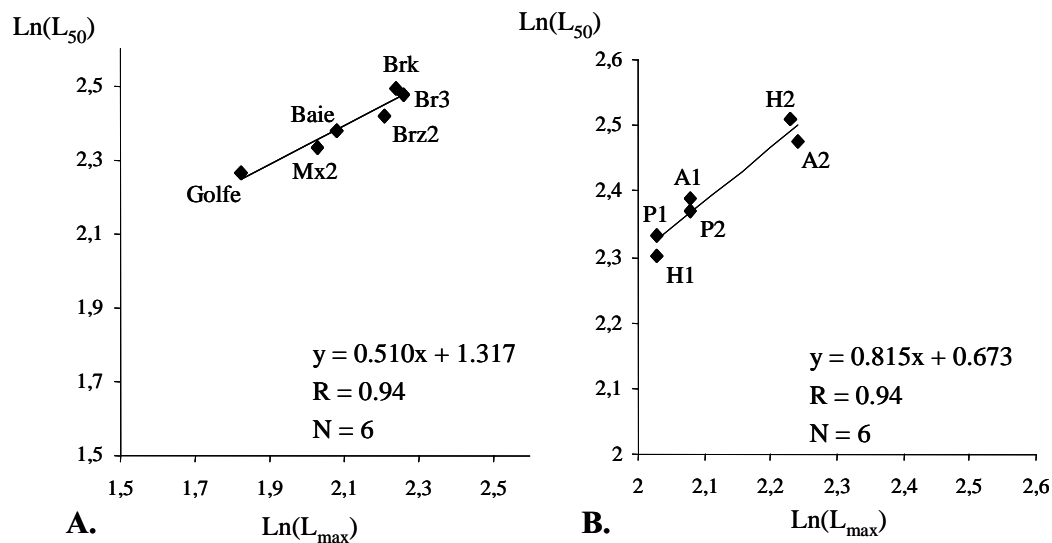 Ln(L50)
2,5
2,3
2,1
1,9
1,7
1,5
1,5
1,7
1,9
2,1
2,3
2,5
Brk
Br3
Baie
Brz2
Mx2
Golfe
y = 0.510x + 1.317
R = 0.94
N = 6
A.
Ln(Lmax)
Ln(L50)
2,6
2,5
2,4
2,3
2,2
2,1
2
2
2,1
2,2
2,3
2,4
2,5
2,6
H2
A2
A1
P1
P2
H1
y = 0.815x + 0.673
R = 0.94
N = 6
B.
Ln(Lmax)